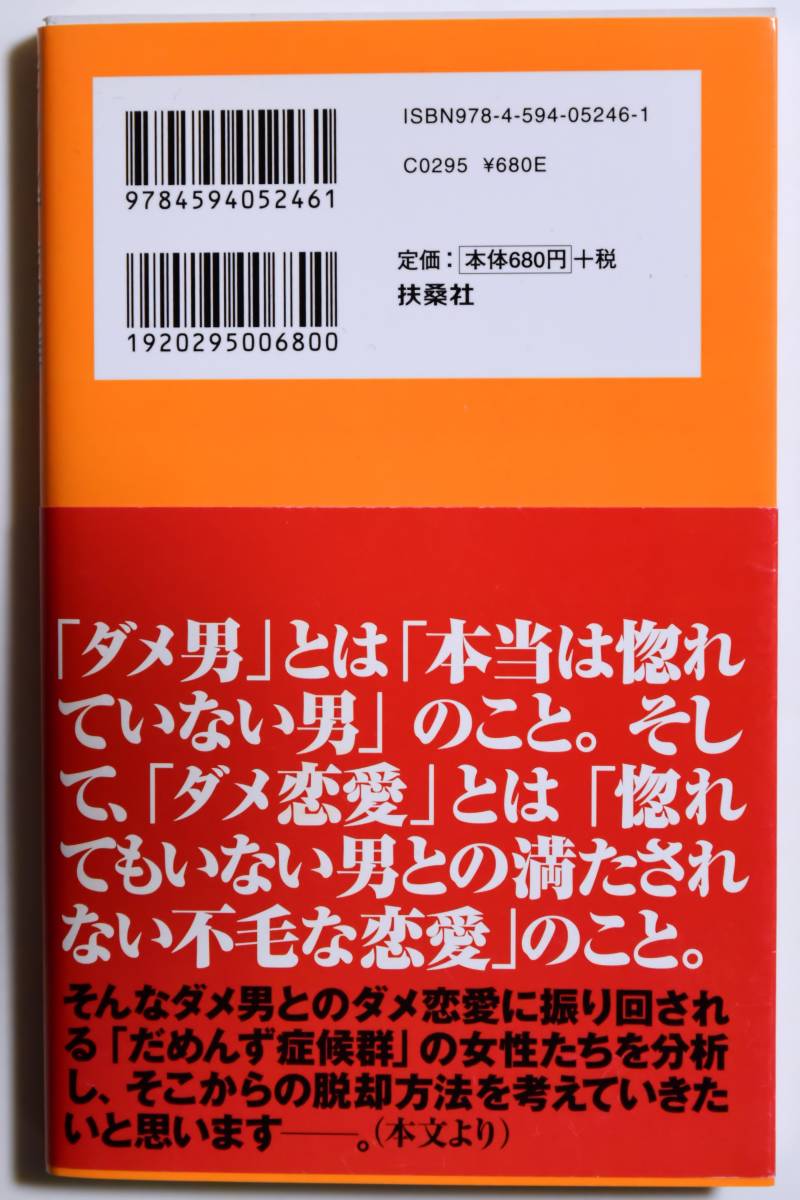 ISBN978-4-594-05246-1
9784594052461
C0295 ¥680E
定価：本体680円＋税
扶桑社
1920295006800
「ダメ男」とは「本当は惚れ
ていない男」のこと。そし
て、「ダメ恋愛」とは「惚れ
てもいない男との満たされ
ない不毛な恋愛」のこと。
そんなダメ男とのダメ恋愛に振り回され
る「だめんず症候群」の女性たちを分析
し、そこからの脱却方法を考えていきた
いと思います――。（本文より）